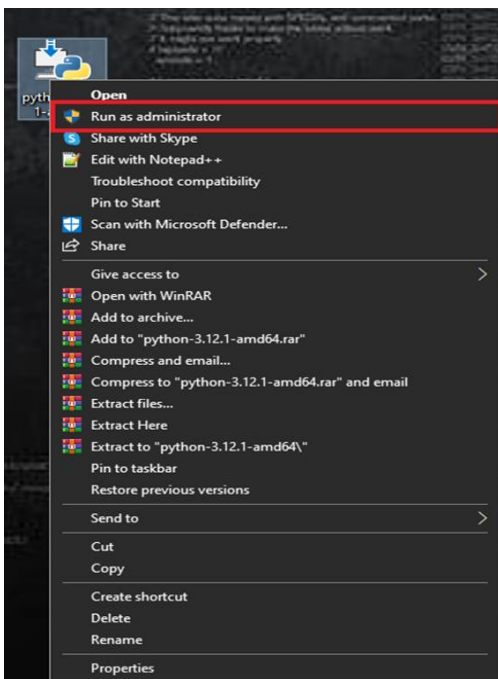 Open
Run as administrator
Share with Skype
Edit with Notepad++
Troubleshoot compatibility
Pin to Start
Scan with Microsoft Defender...
Share
Give access to
Open with WinRAR
Add to archive...
Add to "python-3.12.1-amd64.rar"
Compress and email...
Compress to "python-3.12.1-amd64.rar" and email
Extract files...
Extract Here
Extract to "python-3.12.1-amd64\"
Pin to taskbar
Restore previous versions
Send to
Cut
Copy
Create shortcut
Delete
Rename
Properties